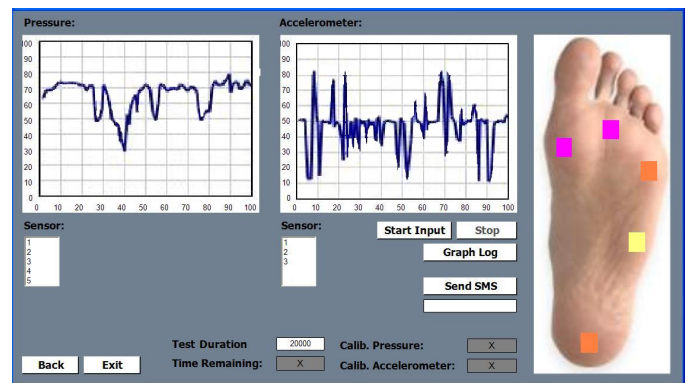 Pressure:
Accelerometer:
100
90
80
70
60
50
40
30
20
10
0
0 10 20 30 40 50 60 70 80 90 100
100
90
80
70
60
50
40
30
20
10
0
0 10 20 30 40 50 60 70 80 90 100
Sensor:
1
2
3
4
5
Sensor:
1
2
3
Start Input
Stop
Graph Log
Send SMS
Test Duration 20000 Calib. Pressure: X
Back Exit Time Remaining: X Calib. Accelerometer: X